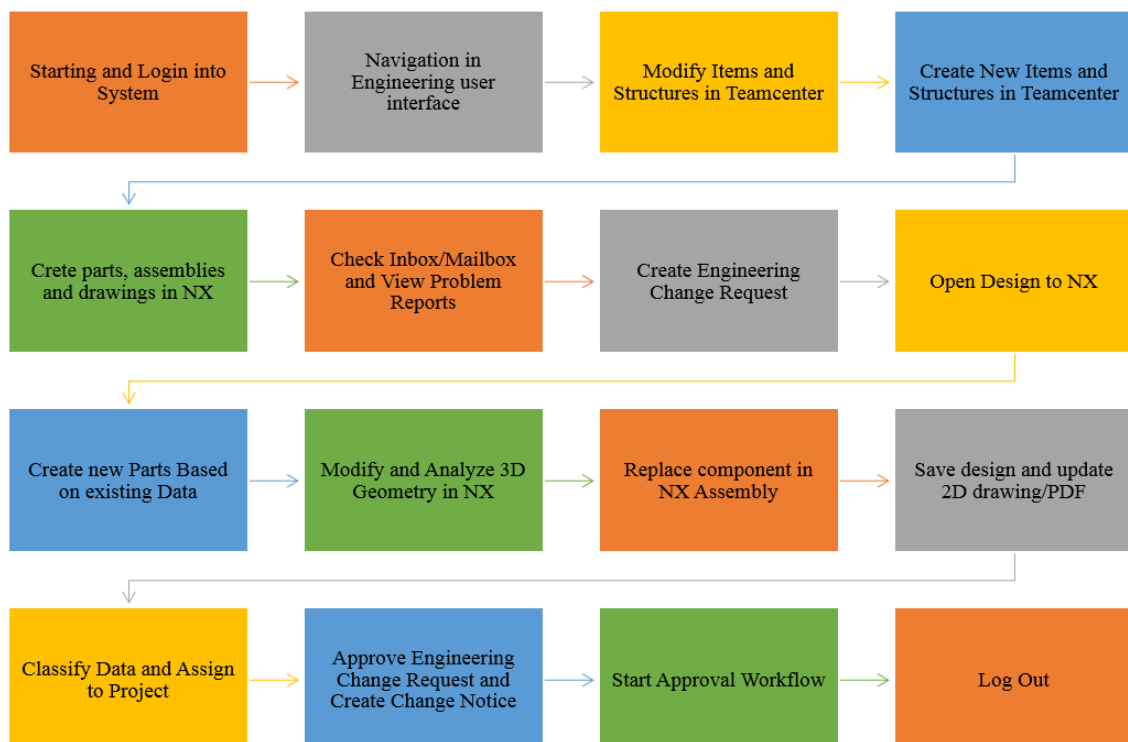 Starting and Login into
System
Navigation in
Engineering user
interface
Modify Items and
Structures in Teamcenter
Create New Items and
Structures in Teamcenter
Crete parts, assemblies
and drawings in NX
Check Inbox/Mailbox
and View Problem
Reports
Create Engineering
Change Request
Open Design to NX
Create new Parts Based
on existing Data
Modify and Analyze 3D
Geometry in NX
Replace component in
NX Assembly
Save design and update
2D drawing/PDF
Classify Data and Assign
to Project
Approve Engineering
Change Request and
Create Change Notice
Start Approval Workflow
Log Out